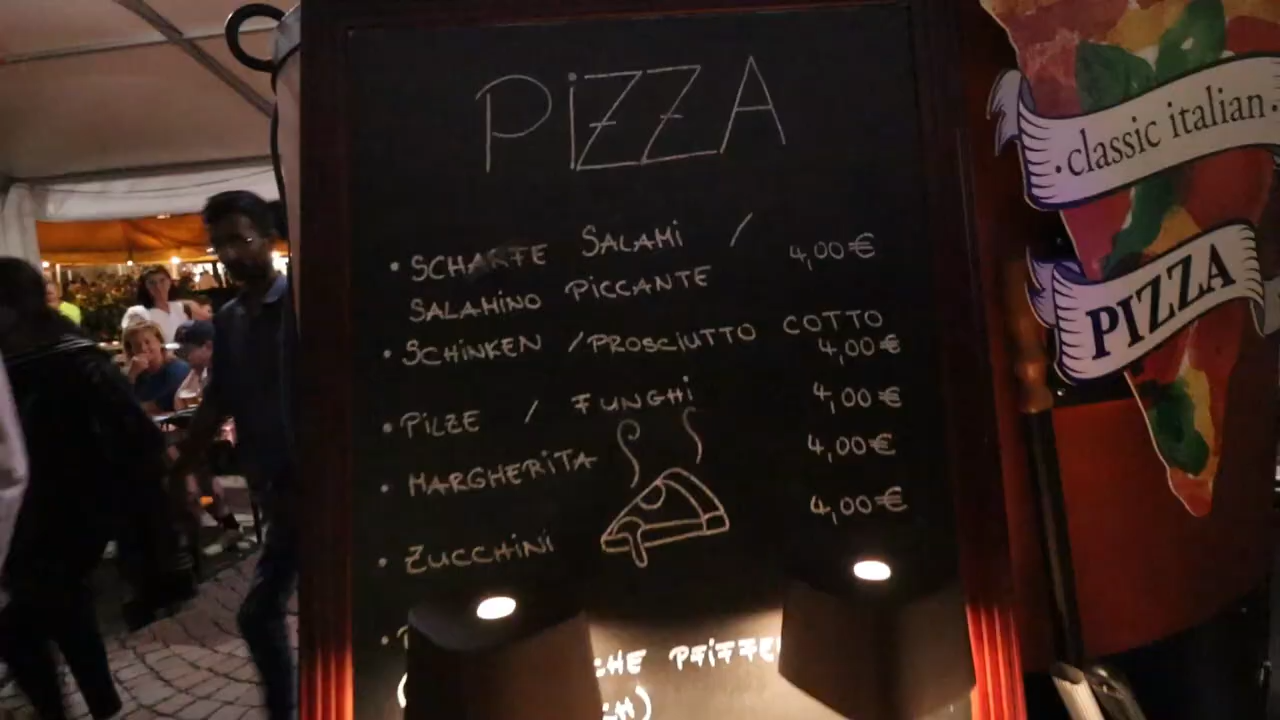 PiZZA
• SCHARFE SALAMI /
SALAMINO PiCCANTE 4,00€
• SCHiNKEN / PROSCiUTTO COTTO
4,00€
• PiLZE / FUNGHi 4,00€
• MARGHERiTA 4,00€
• ZUCCHiNi 4,00€
• classic italian •
PIZZA